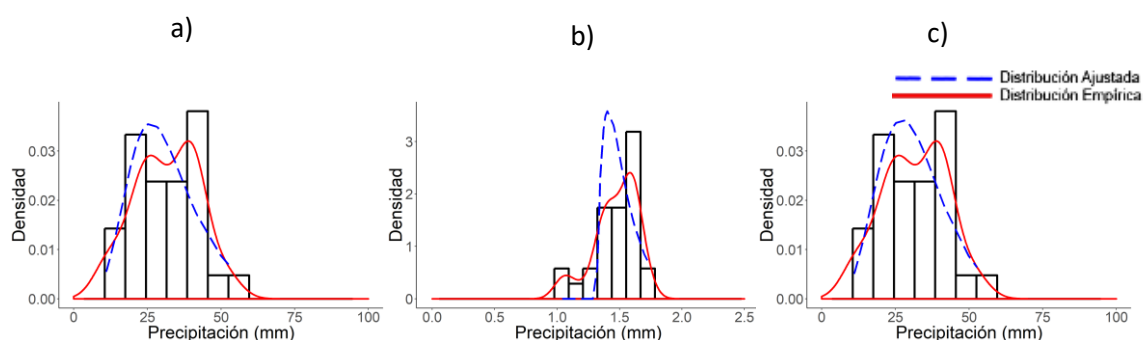 a)
b)
c)
Distribución Ajustada
Distribución Empírica
Densidad
0.03
0.02
0.01
0.00
0 25 50 75 100
Precipitación (mm)
Densidad
3
2
1
0
0.0 0.5 1.0 1.5 2.0 2.5
Precipitación (mm)
Densidad
0.03
0.02
0.01
0.00
0 25 50 75 100
Precipitación (mm)